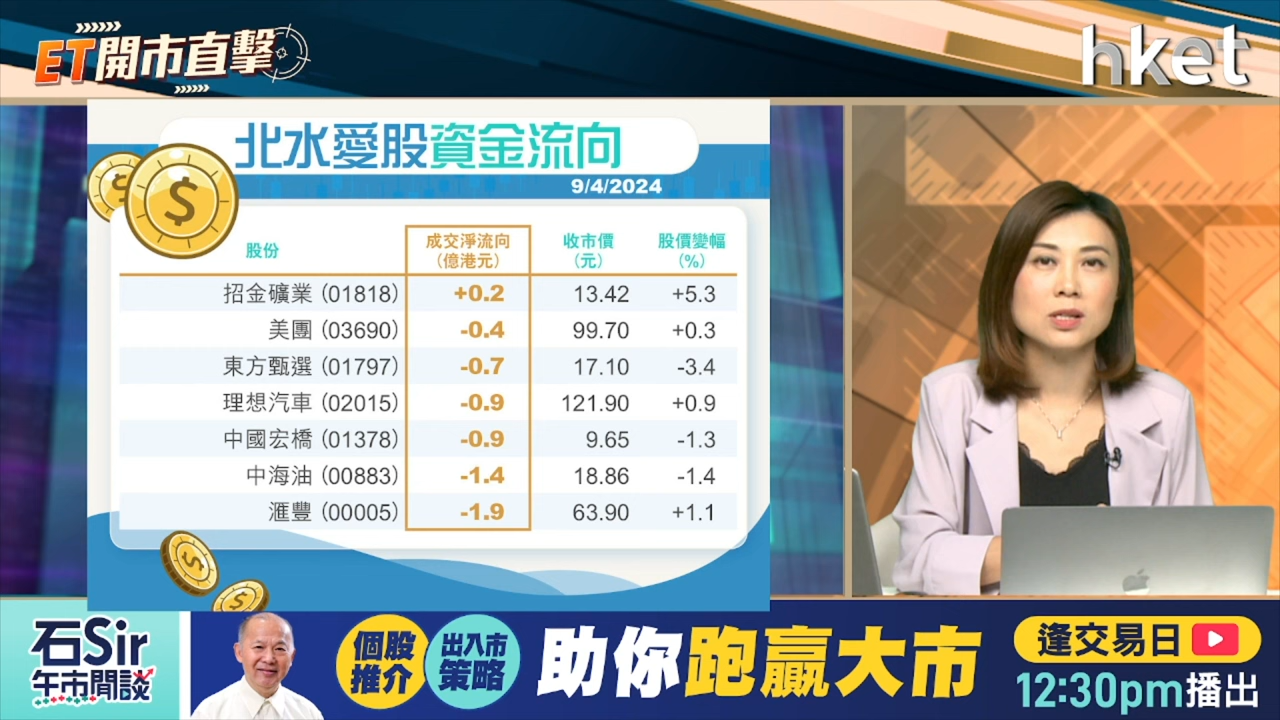 ET開市直擊
hket
北水愛股資金流向
9/4/2024
股份 成交淨流向 (億港元) 收市價 (元) 股價變幅 (%)
招金礦業 (01818) +0.2 13.42 +5.3
美團 (03690) -0.4 99.70 +0.3
東方甄選 (01797) -0.7 17.10 -3.4
理想汽車 (02015) -0.9 121.90 +0.9
中國宏橋 (01378) -0.9 9.65 -1.3
中海油 (00883) -1.4 18.86 -1.4
滙豐 (00005) -1.9 63.90 +1.1
石Sir
午市閒談
個股
推介
出入市
策略
助你跑贏大市
逢交易日
12:30pm播出